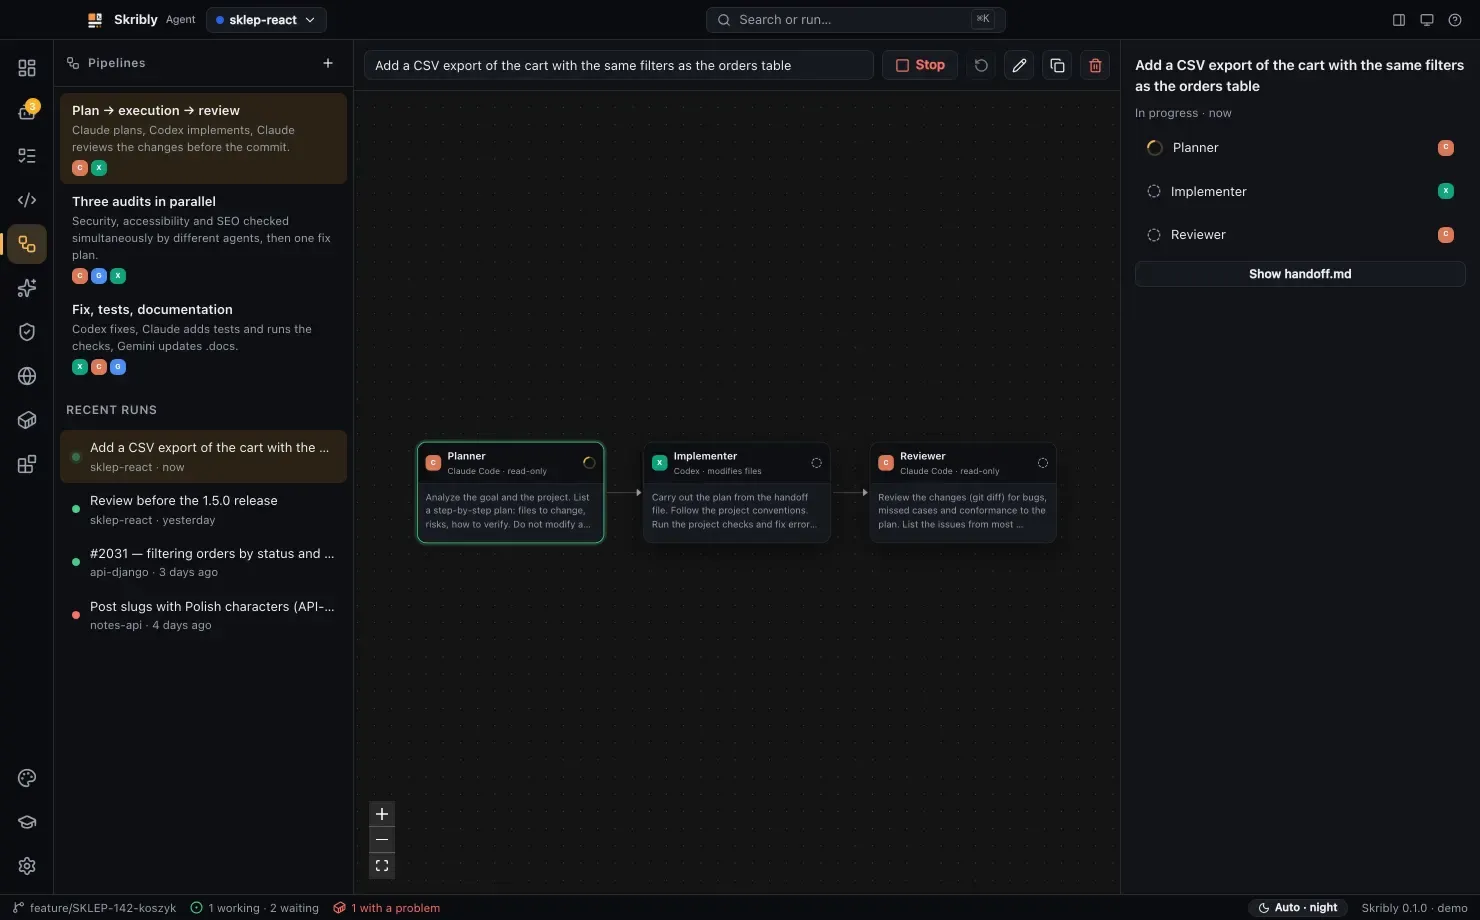 Skribly Agent
sklep-react
Search or run...
⌘K
Pipelines
Plan → execution → review
Claude plans, Codex implements, Claude
reviews the changes before the commit.
C X
Three audits in parallel
Security, accessibility and SEO checked
simultaneously by different agents, then one fix
plan.
C G X
Fix, tests, documentation
Codex fixes, Claude adds tests and runs the
checks, Gemini updates .docs.
X C G
RECENT RUNS
Add a CSV export of the cart with the ...
sklep-react · now
Review before the 1.5.0 release
sklep-react · yesterday
#2031 — filtering orders by status and ...
api-django · 3 days ago
Post slugs with Polish characters (API-...
notes-api · 4 days ago
3
Add a CSV export of the cart with the same filters as the orders table
Stop
C
Planner
Claude Code · read-only
Analyze the goal and the project. List
a step-by-step plan: files to change,
risks, how to verify. Do not modify a...
X
Implementer
Codex · modifies files
Carry out the plan from the handoff
file. Follow the project conventions.
Run the project checks and fix error...
C
Reviewer
Claude Code · read-only
Review the changes (git diff) for bugs,
missed cases and conformance to the
plan. List the issues from most ...
Add a CSV export of the cart with the same filters
as the orders table
In progress · now
Planner C
Implementer X
Reviewer C
Show handoff.md
feature/SKLEP-142-koszyk
1 working · 2 waiting
1 with a problem
Auto · night
Skribly 0.1.0 · demo